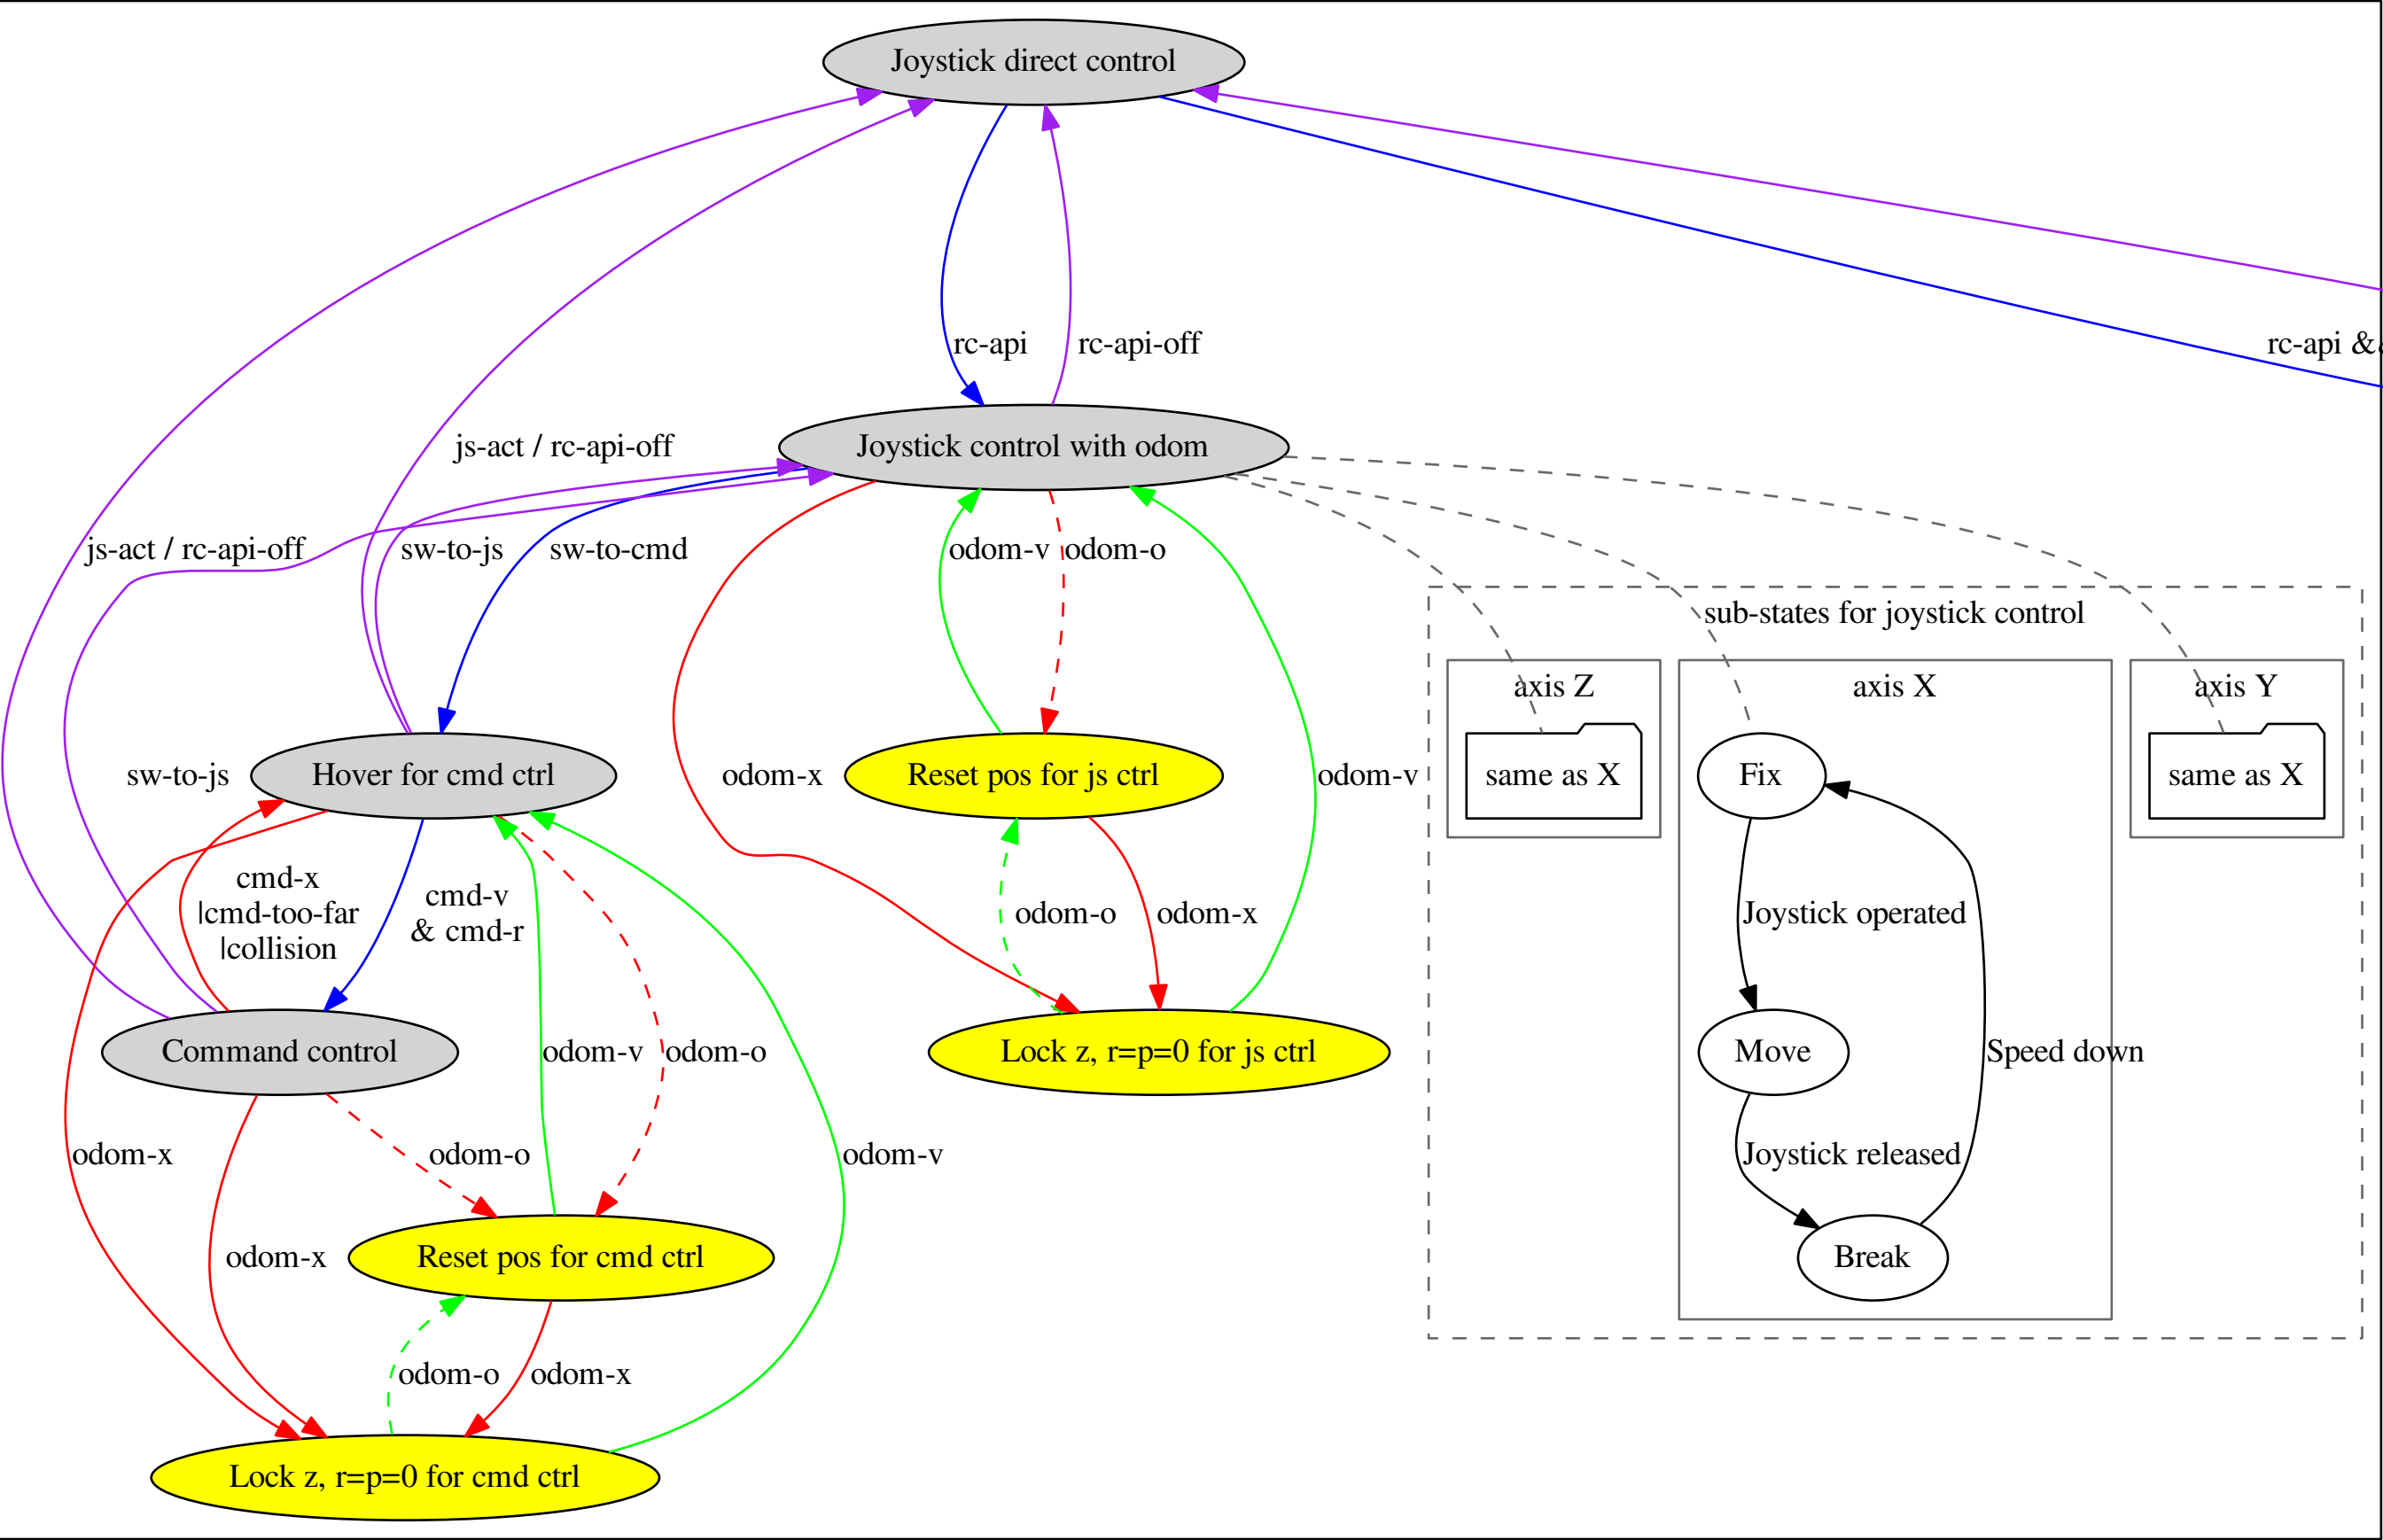 Joystick direct control
rc-api
rc-api-off
rc-api &&
js-act / rc-api-off
Joystick control with odom
js-act / rc-api-off
sw-to-js
sw-to-cmd
odom-v
odom-o
sub-states for joystick control
axis Z
axis X
axis Y
sw-to-js
Hover for cmd ctrl
odom-x
Reset pos for js ctrl
odom-v
same as X
Fix
same as X
cmd-x
|cmd-too-far
|collision
cmd-v
& cmd-r
odom-o
odom-x
Joystick operated
Command control
odom-v
odom-o
Lock z, r=p=0 for js ctrl
Move
Speed down
odom-x
odom-o
odom-v
Joystick released
odom-x
Reset pos for cmd ctrl
Break
odom-o
odom-x
Lock z, r=p=0 for cmd ctrl